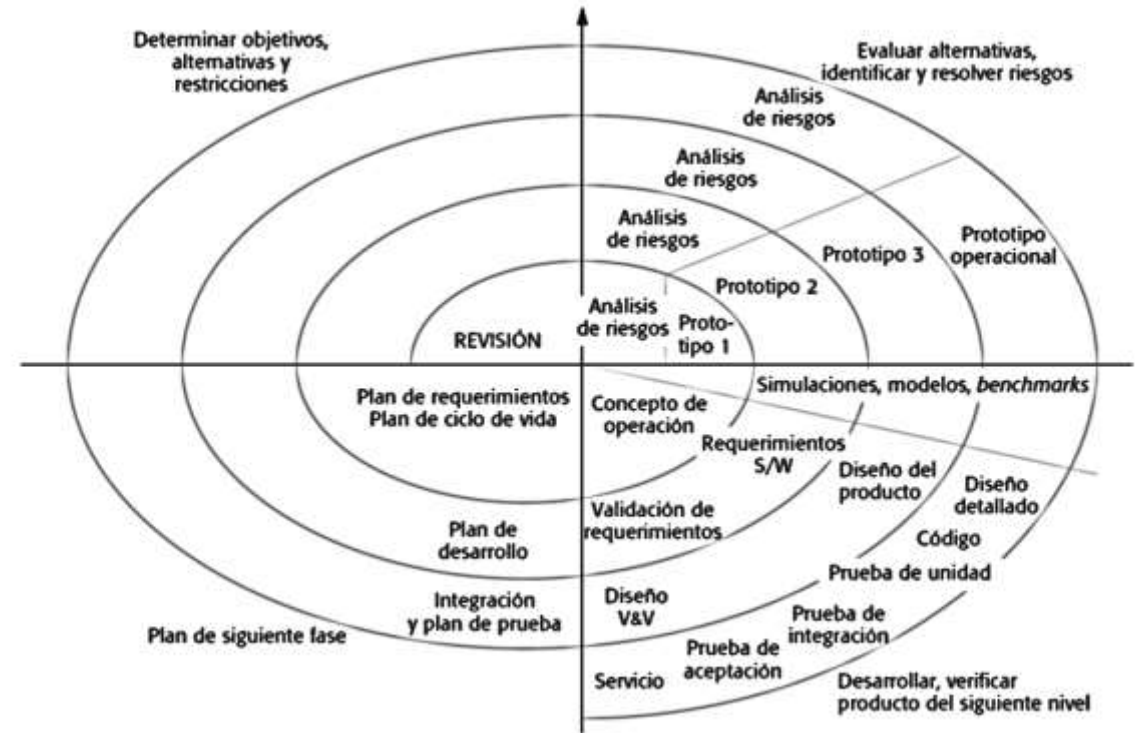 Determinar objetivos,
alternativas y
restricciones
Evaluar alternativas,
identificar y resolver riesgos
Análisis
de riesgos
Análisis
de riesgos
Análisis
de riesgos
Análisis
de riesgos
Proto-
tipo 1
Prototipo 2
Prototipo 3
Prototipo
operacional
REVISIÓN
Plan de requerimientos
Plan de ciclo de vida
Concepto de
operación
Simulaciones, modelos, benchmarks
Requerimientos
S/W
Diseño del
producto
Diseño
detallado
Plan de
desarrollo
Validación de
requerimientos
Código
Prueba de unidad
Integración
y plan de prueba
Diseño
V&V
Prueba de
integración
Plan de siguiente fase
Prueba de
aceptación
Servicio
Desarrollar, verificar
producto del siguiente nivel